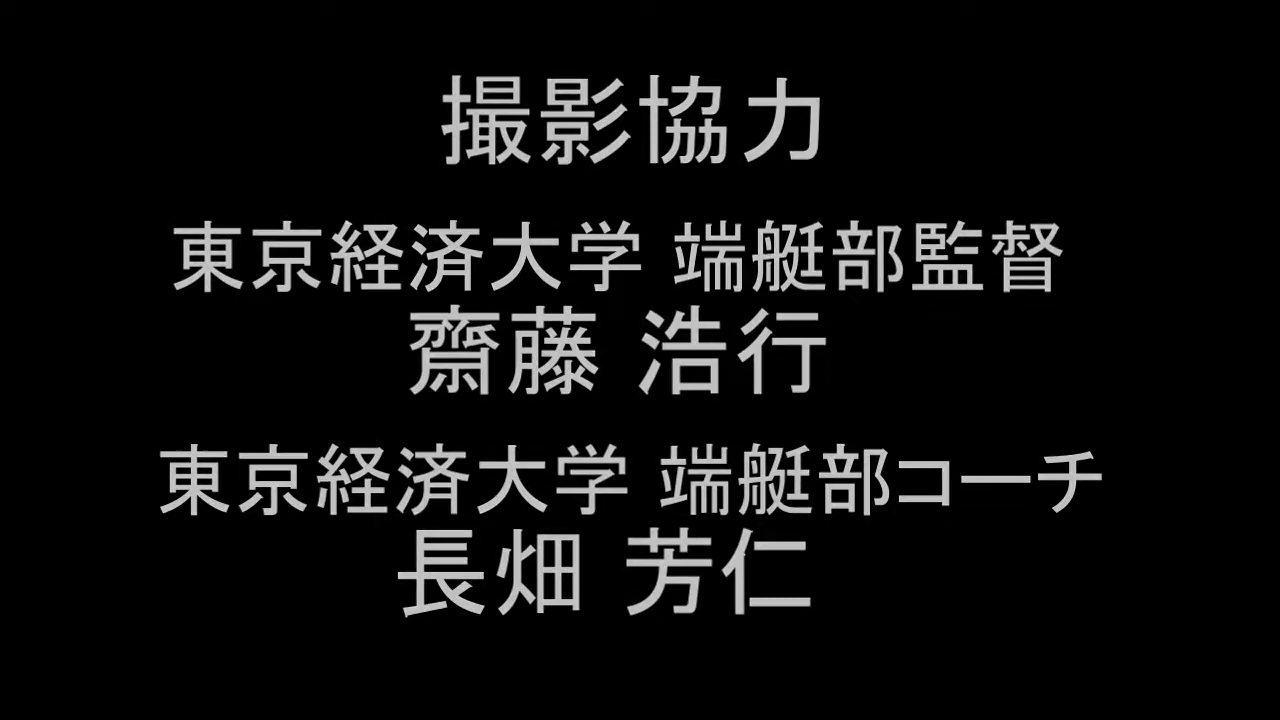 撮影協力
東京経済大学 端艇部監督
齋藤 浩行
東京経済大学 端艇部コーチ
長畑 芳仁